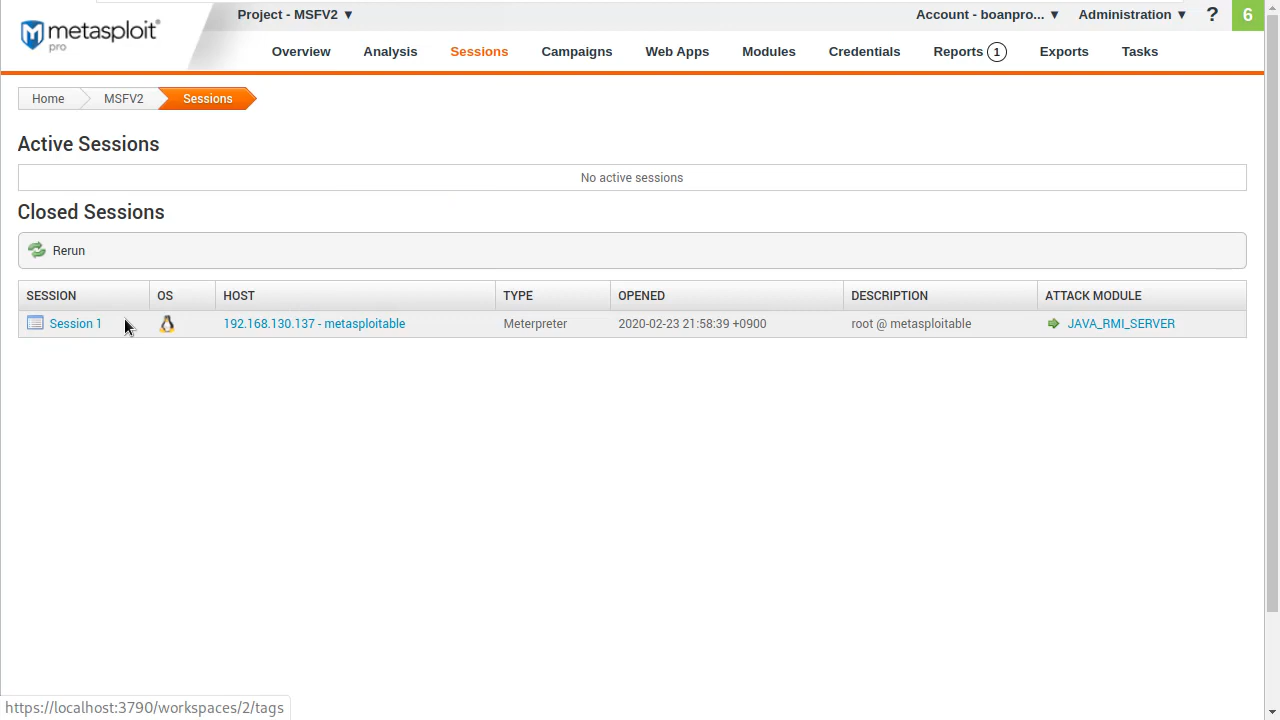 Project - MSFV2 ▼ Account - boanpro... ▼ Administration ▼ ? 6
metasploit®
pro
Overview Analysis Sessions Campaigns Web Apps Modules Credentials Reports 1 Exports Tasks
Home MSFV2 Sessions
Active Sessions
No active sessions
Closed Sessions
Rerun
SESSION OS HOST TYPE OPENED DESCRIPTION ATTACK MODULE
Session 1 192.168.130.137 - metasploitable Meterpreter 2020-02-23 21:58:39 +0900 root @ metasploitable JAVA_RMI_SERVER
https://localhost:3790/workspaces/2/tags